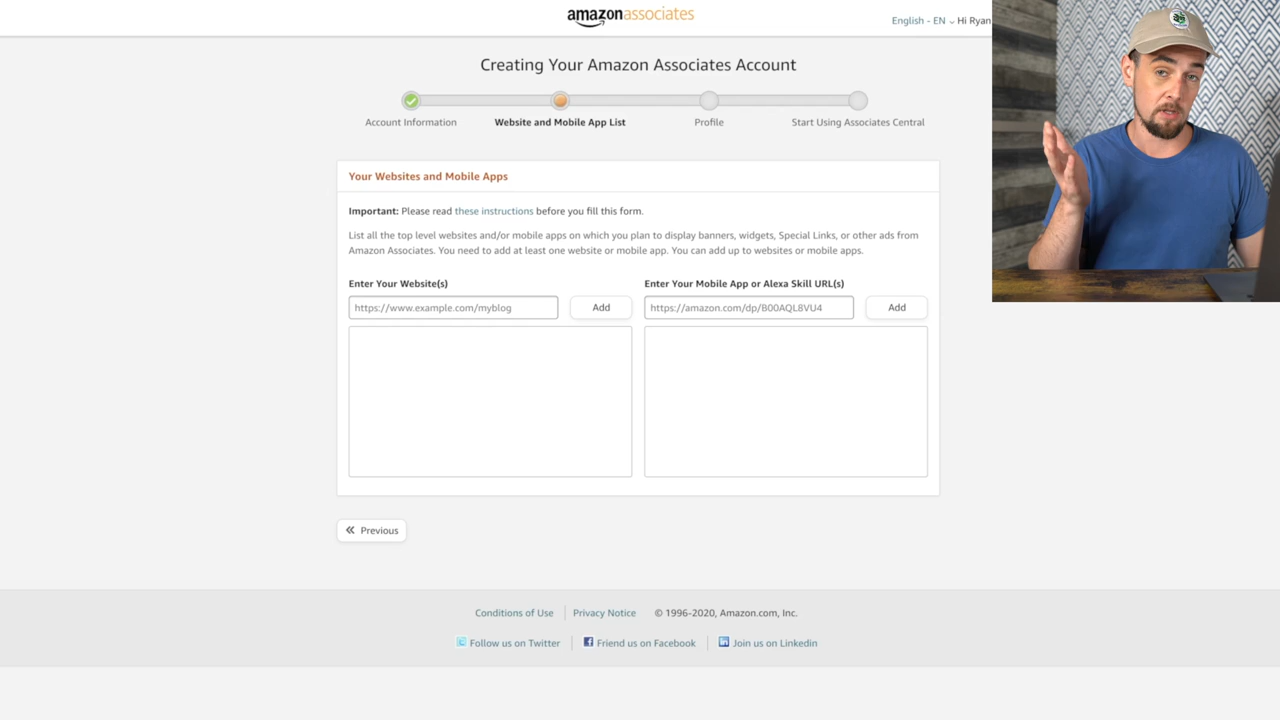 amazonassociates
English - EN Hi Ryan
Creating Your Amazon Associates Account
Account Information
Website and Mobile App List
Profile
Start Using Associates Central
Your Websites and Mobile Apps
Important: Please read these instructions before you fill this form.
List all the top level websites and/or mobile apps on which you plan to display banners, widgets, Special Links, or other ads from
Amazon Associates. You need to add at least one website or mobile app. You can add up to websites or mobile apps.
Enter Your Website(s)
Enter Your Mobile App or Alexa Skill URL(s)
https://www.example.com/myblog
Add
https://amazon.com/dp/B00AQL8VU4
Add
Previous
Conditions of Use
Privacy Notice
© 1996-2020, Amazon.com, Inc.
Follow us on Twitter
Friend us on Facebook
Join us on Linkedin